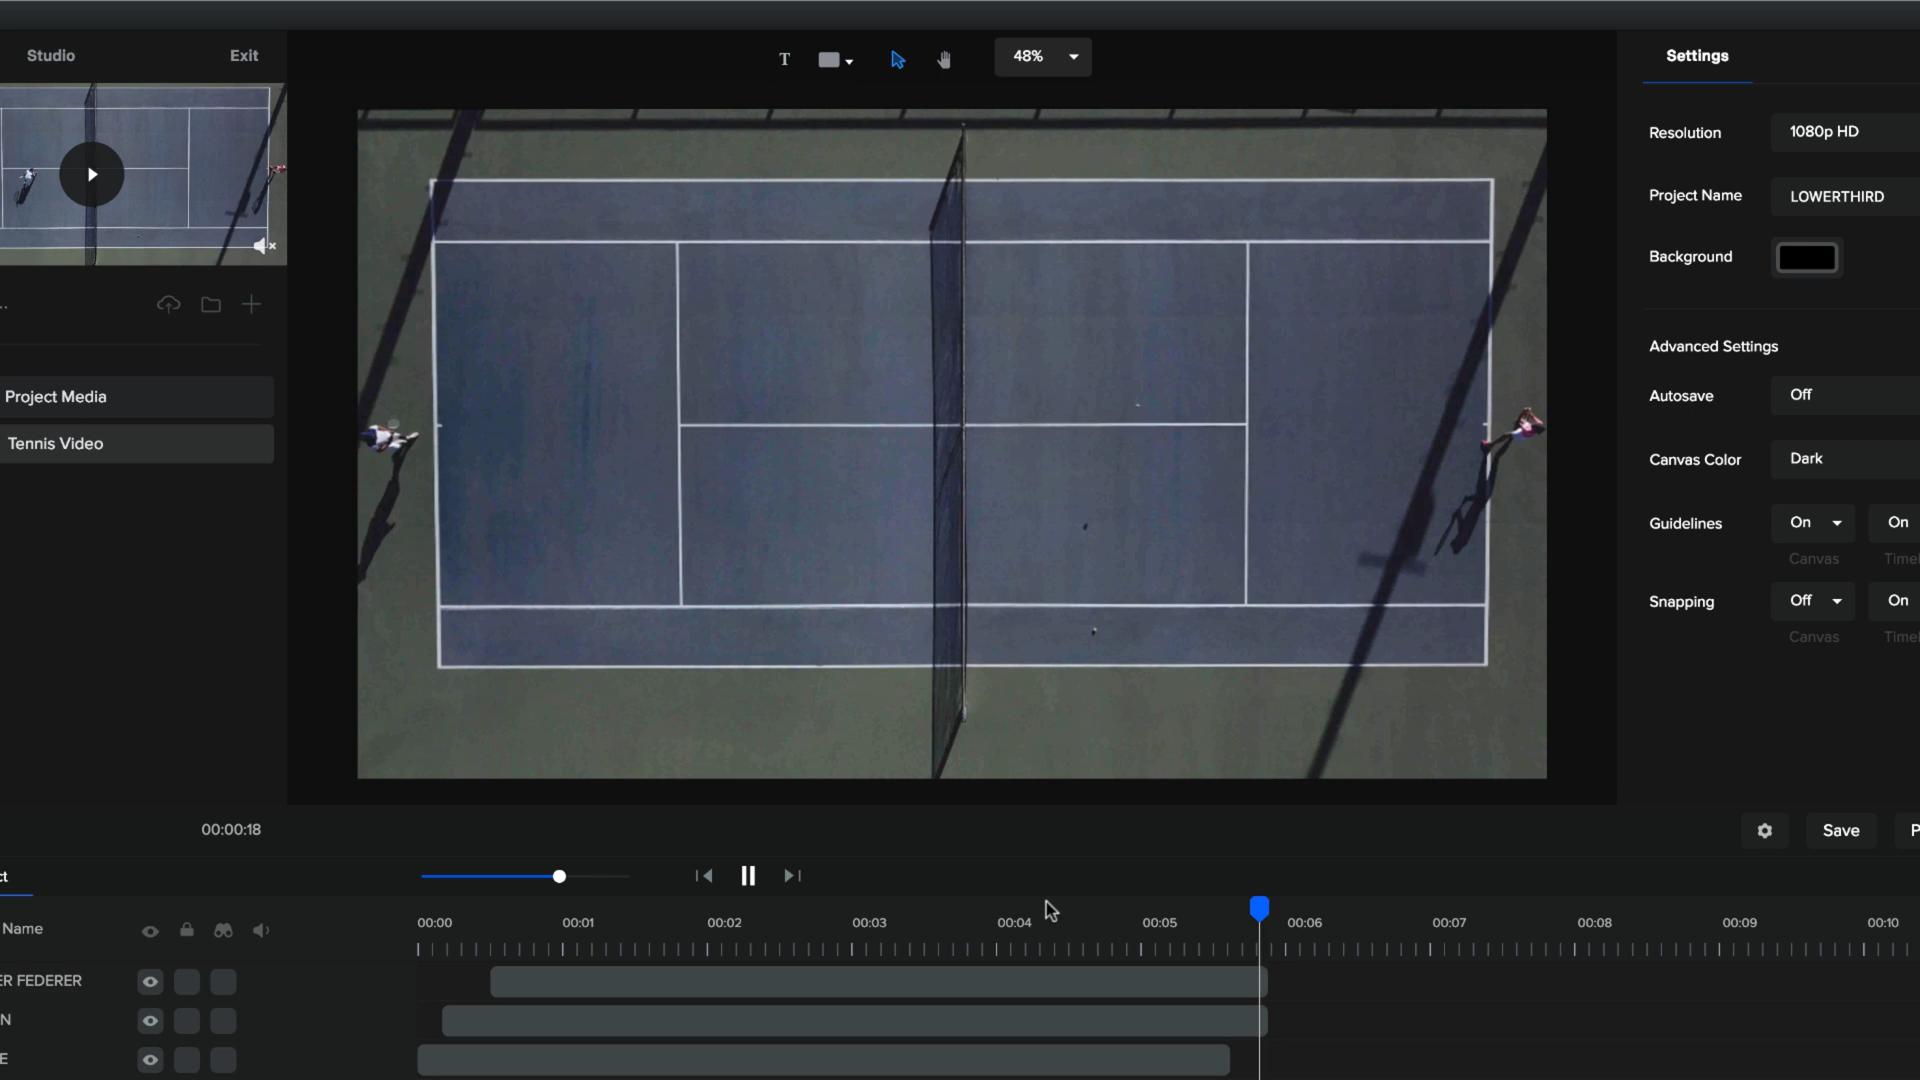 Studio
Exit
T
48%
Settings
Resolution
1080p HD
Project Name
LOWERTHIRD
Background
..
Advanced Settings
Project Media
Autosave
Off
Tennis Video
Canvas Color
Dark
Guidelines
On
On
Canvas
Timel
Snapping
Off
On
Canvas
Timel
00:00:18
Save
P
ct
00:00
00:01
00:02
00:03
00:04
00:05
00:06
00:07
00:08
00:09
00:10
Name
ER FEDERER
N
E